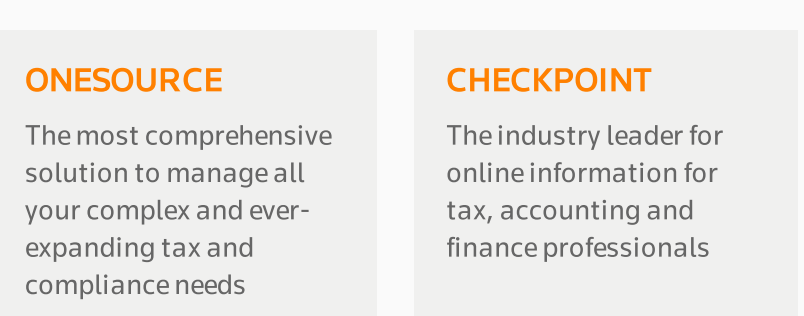 ONESOURCE
The most comprehensive
solution to manage all
your complex and ever-
expanding tax and
compliance needs
CHECKPOINT
The industry leader for
online information for
tax, accounting and
finance professionals